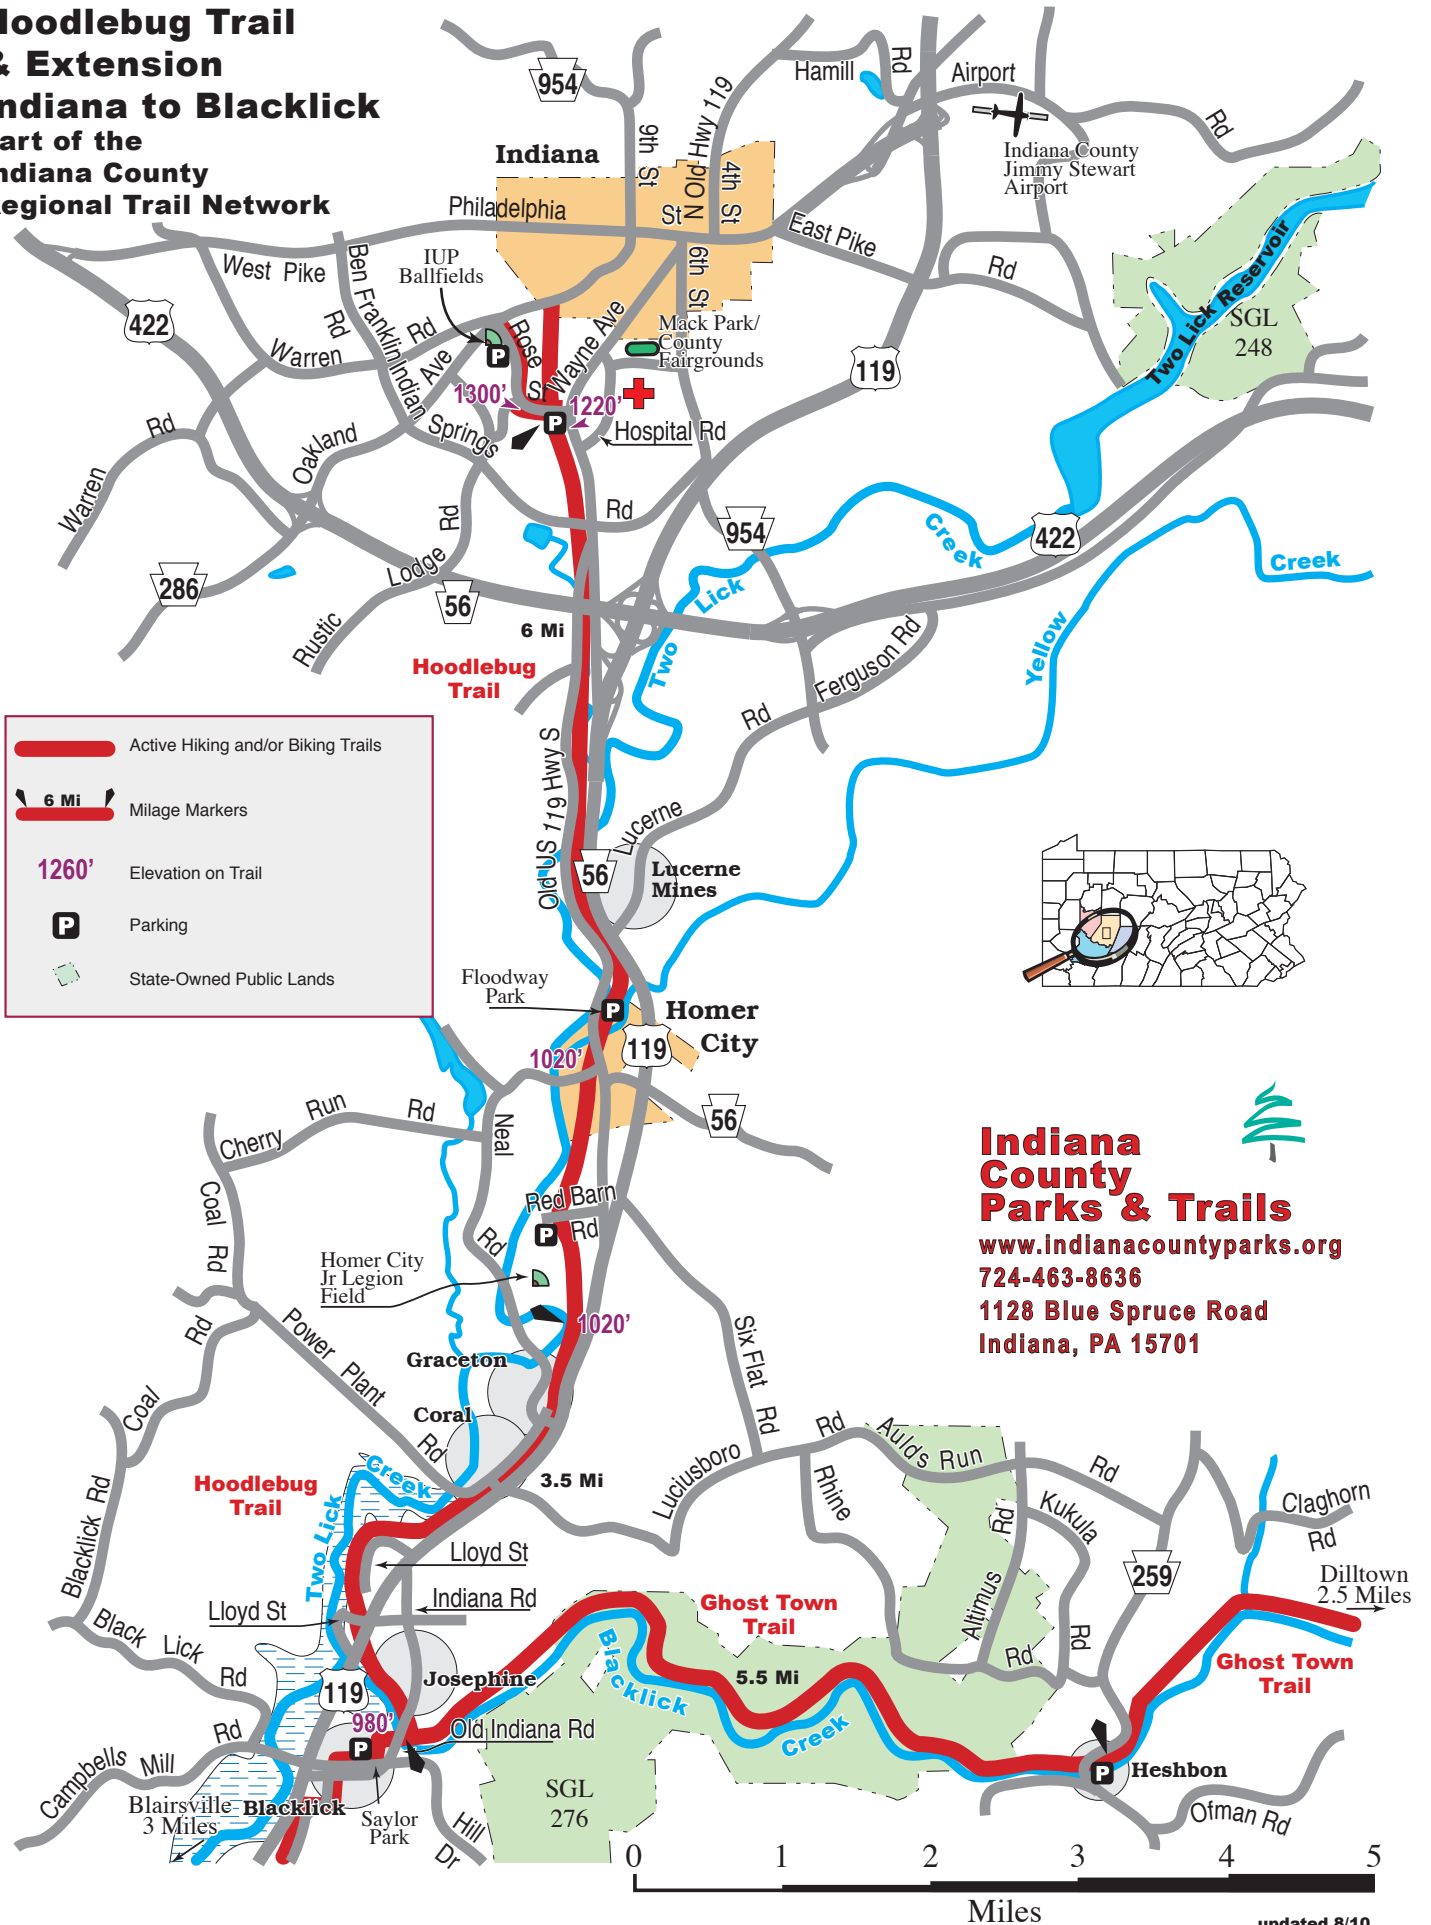 Hoodlebug Trail
& Extension
Indiana to Blacklick
Part of the
Indiana County
Regional Trail Network
954
Hamill
Rd
Airport
Rd
Indiana County
Jimmy Stewart
Airport
Indiana
9th
St
N Old Hwy 119
4th
St
Philadelphia
St
East Pike
Rd
6th
St
West Pike
Rd
Ben Franklin
Rd
IUP
Ballfields
422
Warren
Ave
Rose
St
Wayne Ave
Mack Park/
County
Fairgrounds
119
Two Lick Reservoir
SGL
248
P
1300'
1220'
P
Indian
Springs
Rd
Hospital Rd
Warren
Rd
Oakland
Rd
Lodge
Rustic
286
56
954
422
Creek
Lick
Two
Creek
Yellow
6 Mi
Hoodlebug
Trail
Ferguson Rd
Rd
Lucerne
Old US 119 Hwy S
56
Lucerne
Mines
Active Hiking and/or Biking Trails
6 Mi
Milage Markers
1260'
Elevation on Trail
P
Parking
State-Owned Public Lands
Floodway
Park
P
Homer
City
119
1020'
56
Cherry
Run
Rd
Neal
Rd
Coal
Rd
Red Barn
Rd
P
Homer City
Jr Legion
Field
1020'
Indiana
County
Parks & Trails
www.indianacountyparks.org
724-463-8636
1128 Blue Spruce Road
Indiana, PA 15701
Power
Plant
Rd
Graceton
Coral
Six Flat
Rd
Coal
Rd
Blacklick Rd
Hoodlebug
Trail
Creek
Two Lick
3.5 Mi
Luciusboro
Rd
Aulds Run
Rd
Rhine
Rd
Kukula
Rd
Altimus
Rd
259
Claghorn
Rd
Dilltown
2.5 Miles
Lloyd St
Indiana Rd
Lloyd St
Black
Lick
Rd
119
Josephine
Ghost Town
Trail
5.5 Mi
Blacklick
Creek
Ghost Town
Trail
980'
P
Old Indiana Rd
Campbells
Mill
Rd
Blairsville
3 Miles
Blacklick
Saylor
Park
Hill
Dr
SGL
276
P
Heshbon
Ofman Rd
0 1 2 3 4 5
Miles
updated 8/10